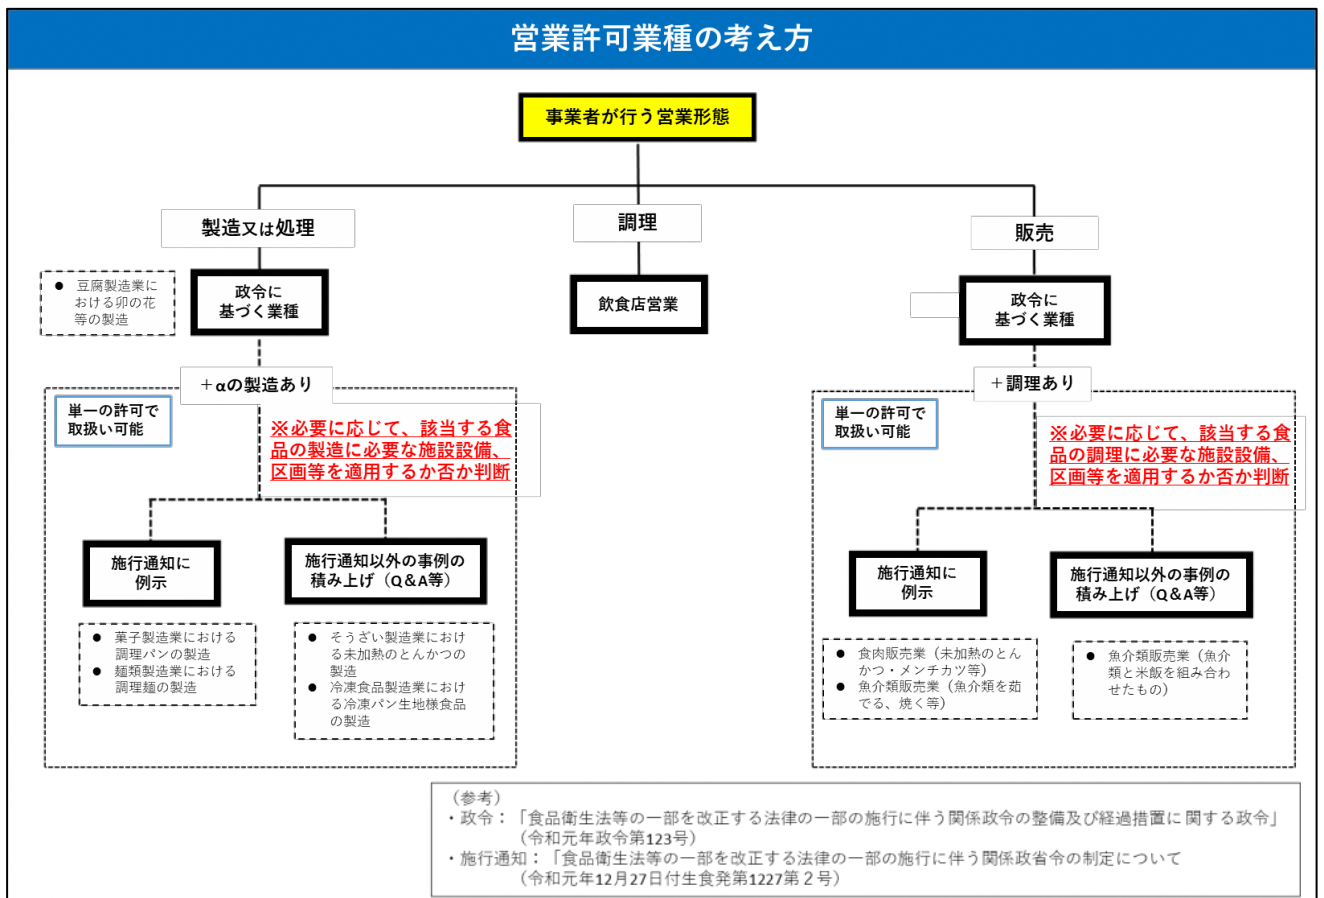 営業許可業種の考え方
事業者が行う営業形態
製造又は処理
調理
販売
● 豆腐製造業に
おける卯の花
等の製造
政令に
基づく業種
飲食店営業
政令に
基づく業種
＋αの製造あり
＋調理あり
単一の許可で
取扱い可能
※必要に応じて、該当する食
品の製造に必要な施設設備、
区画等を適用するか否か判断
単一の許可で
取扱い可能
※必要に応じて、該当する食
品の調理に必要な施設設備、
区画等を適用するか否か判断
施行通知に
例示
施行通知以外の事例の
積み上げ（Q＆A等）
施行通知に
例示
施行通知以外の事例の
積み上げ（Q＆A等）
● 菓子製造業における
調理パンの製造
● 麺類製造業における
調理麺の製造
● そうざい製造業におけ
る未加熱のとんかつの
製造
● 冷凍食品製造業におけ
る冷凍パン生地様食品
の製造
● 食肉販売業（未加熱のとん
かつ・メンチカツ等）
● 魚介類販売業（魚介類を茹
でる、焼く等）
● 魚介類販売業（魚介
類と米飯を組み合わ
せたもの）
（参考）
・政令：「食品衛生法等の一部を改正する法律の一部の施行に伴う関係政令の整備及び経過措置に関する政令」
（令和元年政令第123号）
・施行通知：「食品衛生法等の一部を改正する法律の一部の施行に伴う関係政省令の制定について
（令和元年12月27日付生食発第1227第２号）